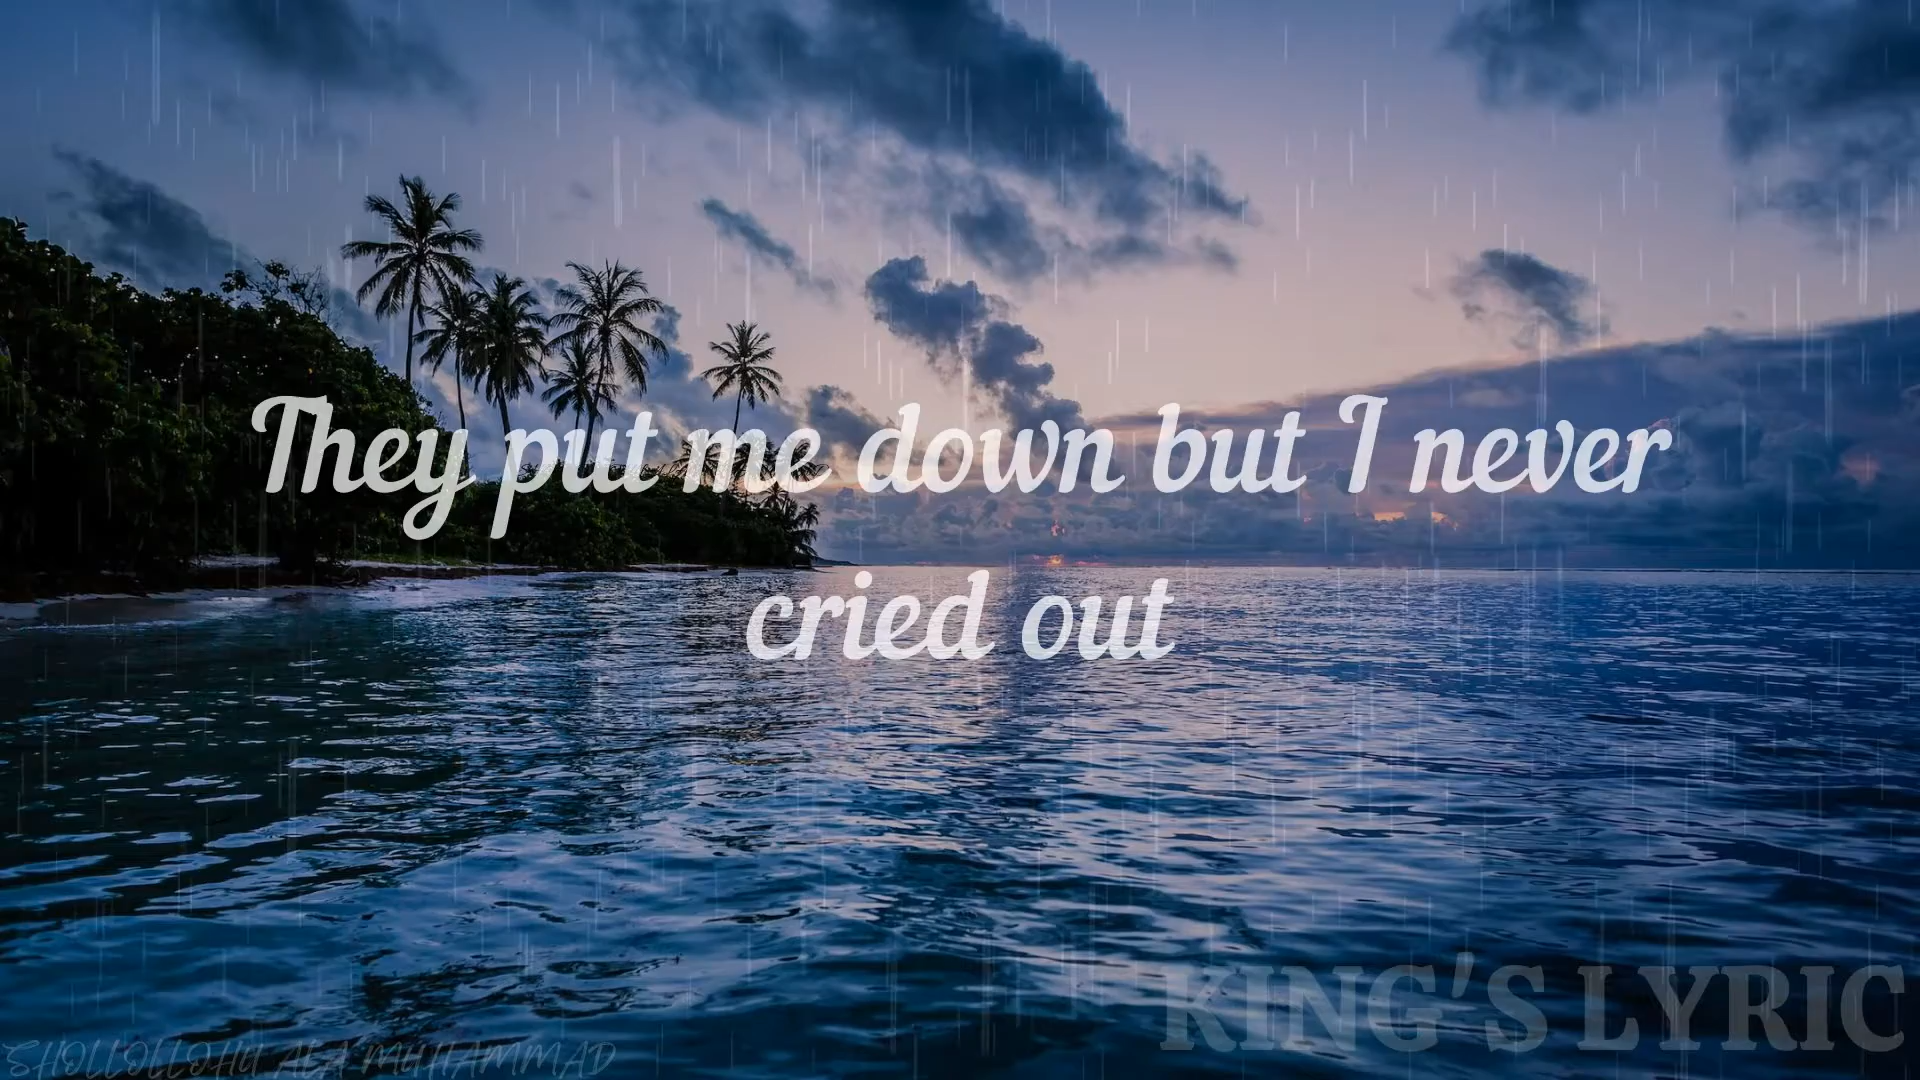 They put me down but I never
cried out
KING'S LYRIC
SHOLLOLLOHU ALA MUHAMMAD